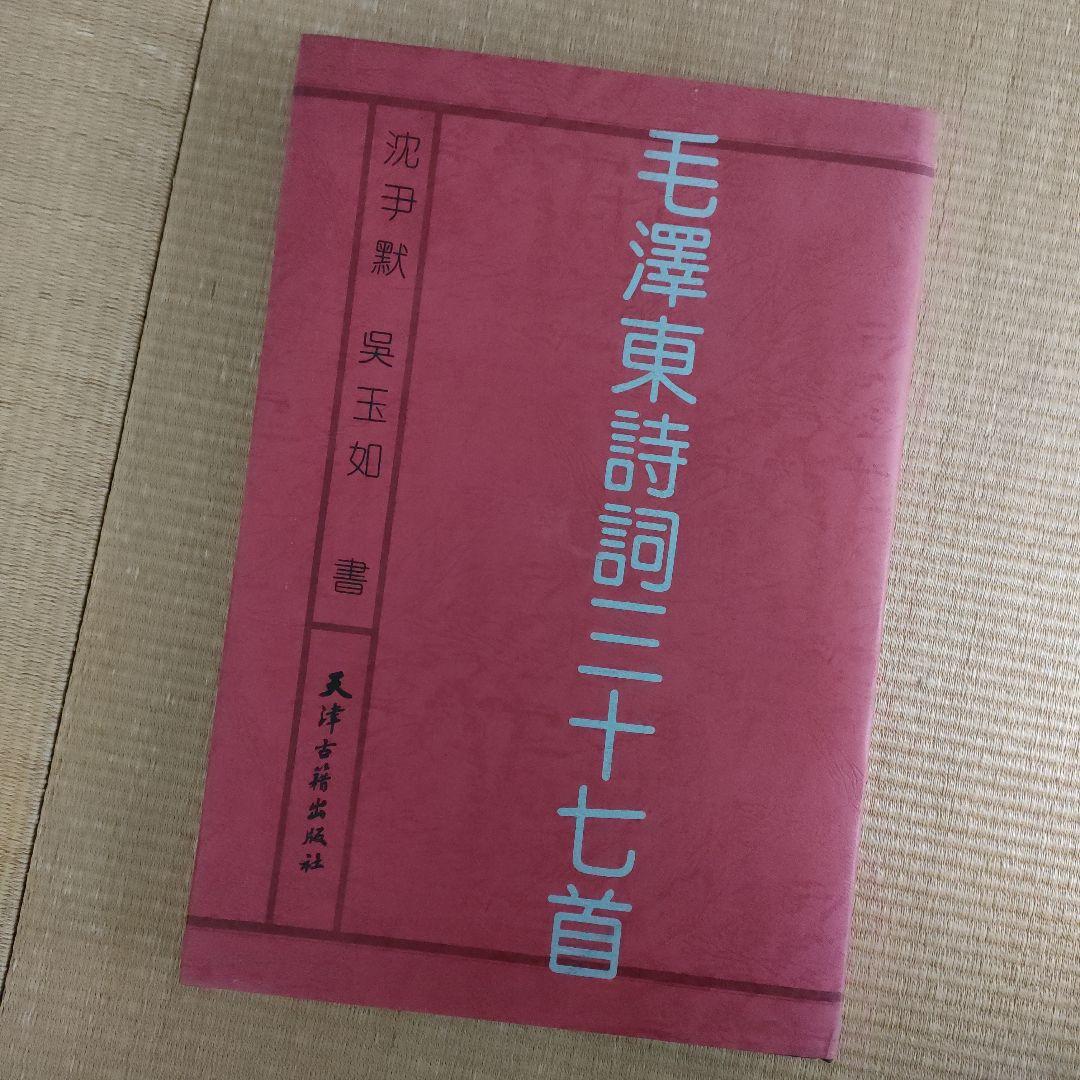 毛澤東詩詞三十七首
沈尹默 吳玉如 書
天津古籍出版社